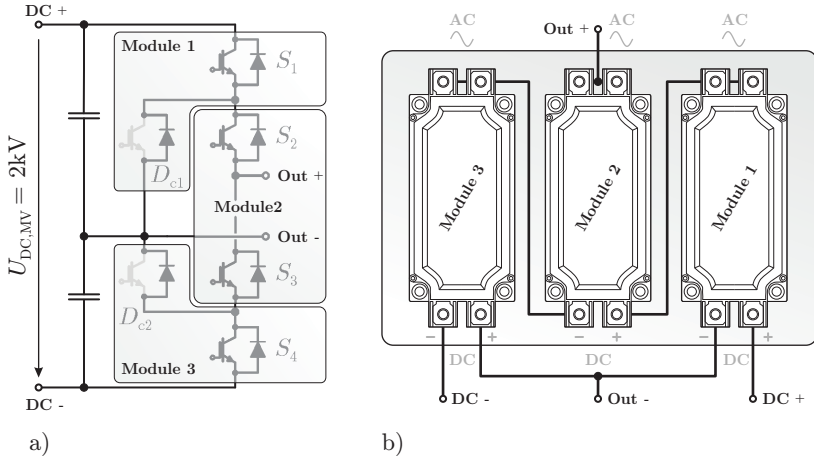 DC +
Module 1
S1
S2
Dc1
Out +
Module2
UDC,MV = 2kV
Out -
S3
Dc2
S4
Module 3
DC -
a)
AC
AC
AC
Out +
Module 3
Module 2
Module 1
− +
− +
− +
DC
DC
DC
DC -
Out -
DC +
b)